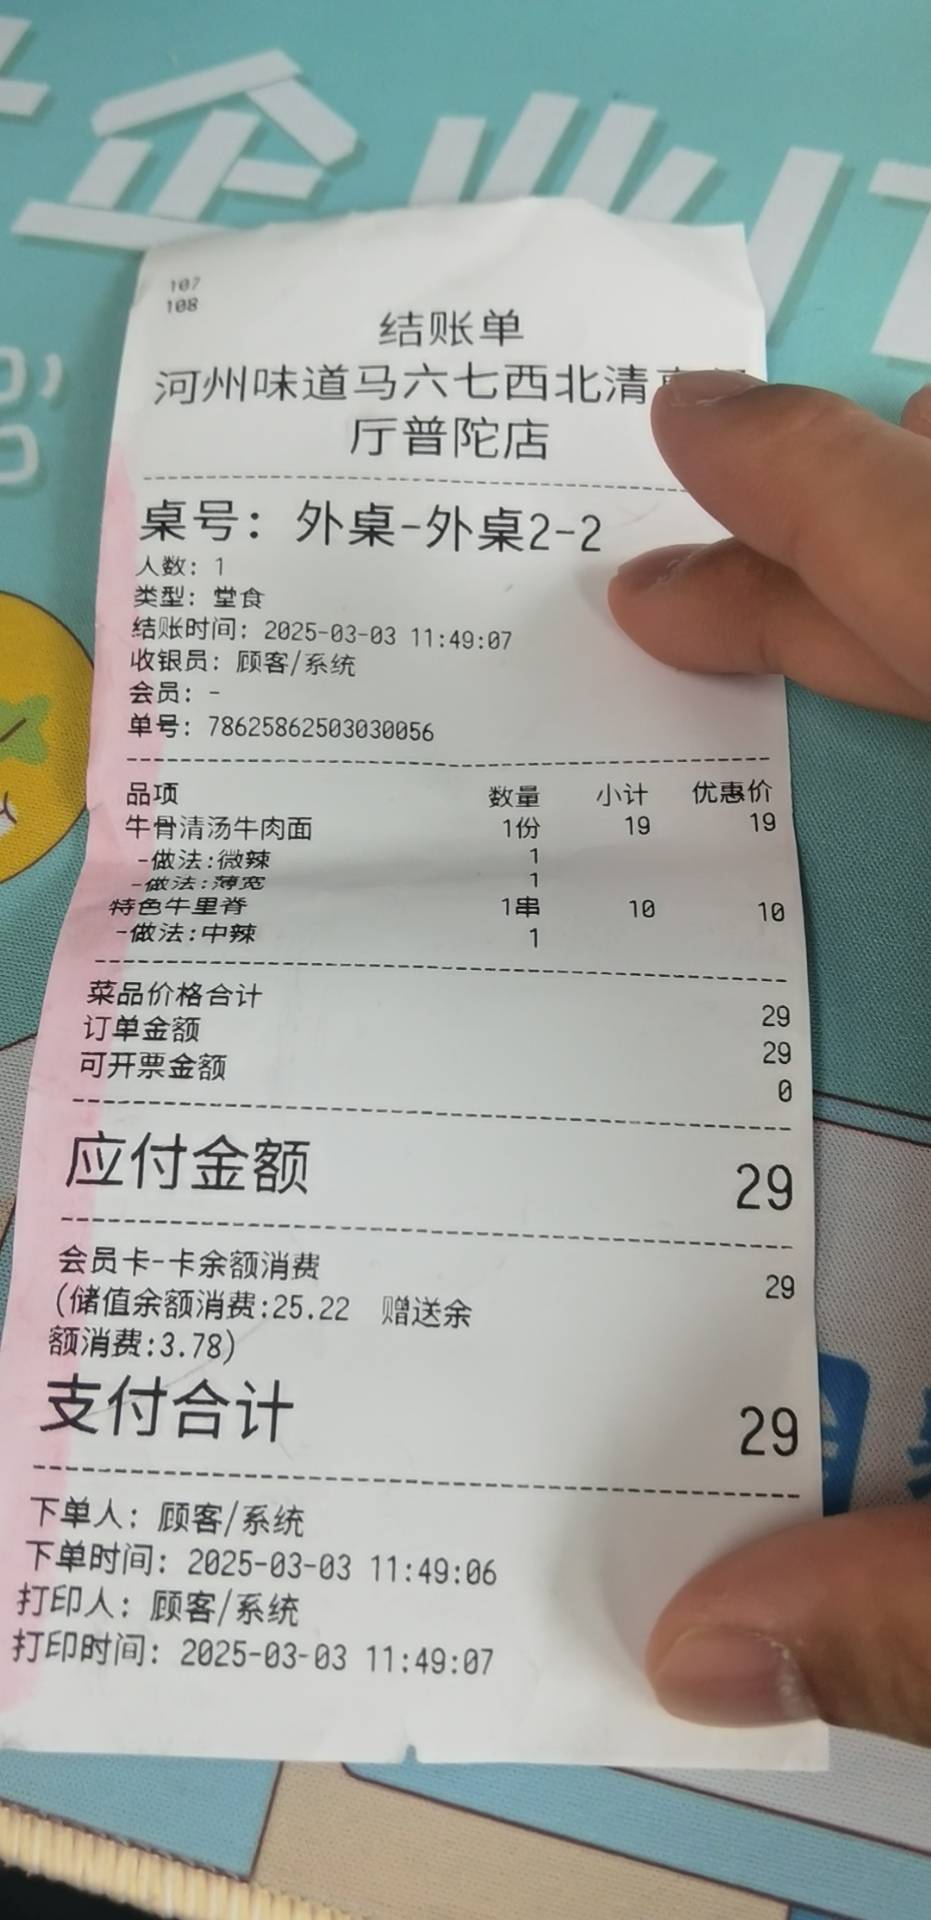 企业
107
108
结账单
河州味道马六七西北清
厅普陀店
桌号：外桌-外桌2-2
人数：1
类型：堂食
结账时间：2025-03-03 11:49:07
收银员：顾客/系统
会员：-
单号：78625862503030056
品项 数量 小计 优惠价
牛骨清汤牛肉面 1份 19 19
-做法:微辣 1
-做法:薄宽 1
特色牛里脊 1串 10 10
-做法:中辣 1
菜品价格合计 29
订单金额 29
可开票金额 0
应付金额 29
会员卡-卡余额消费 29
(储值余额消费:25.22 赠送余
额消费:3.78)
支付合计 29
下单人：顾客/系统
下单时间：2025-03-03 11:49:06
打印人：顾客/系统
打印时间：2025-03-03 11:49:07